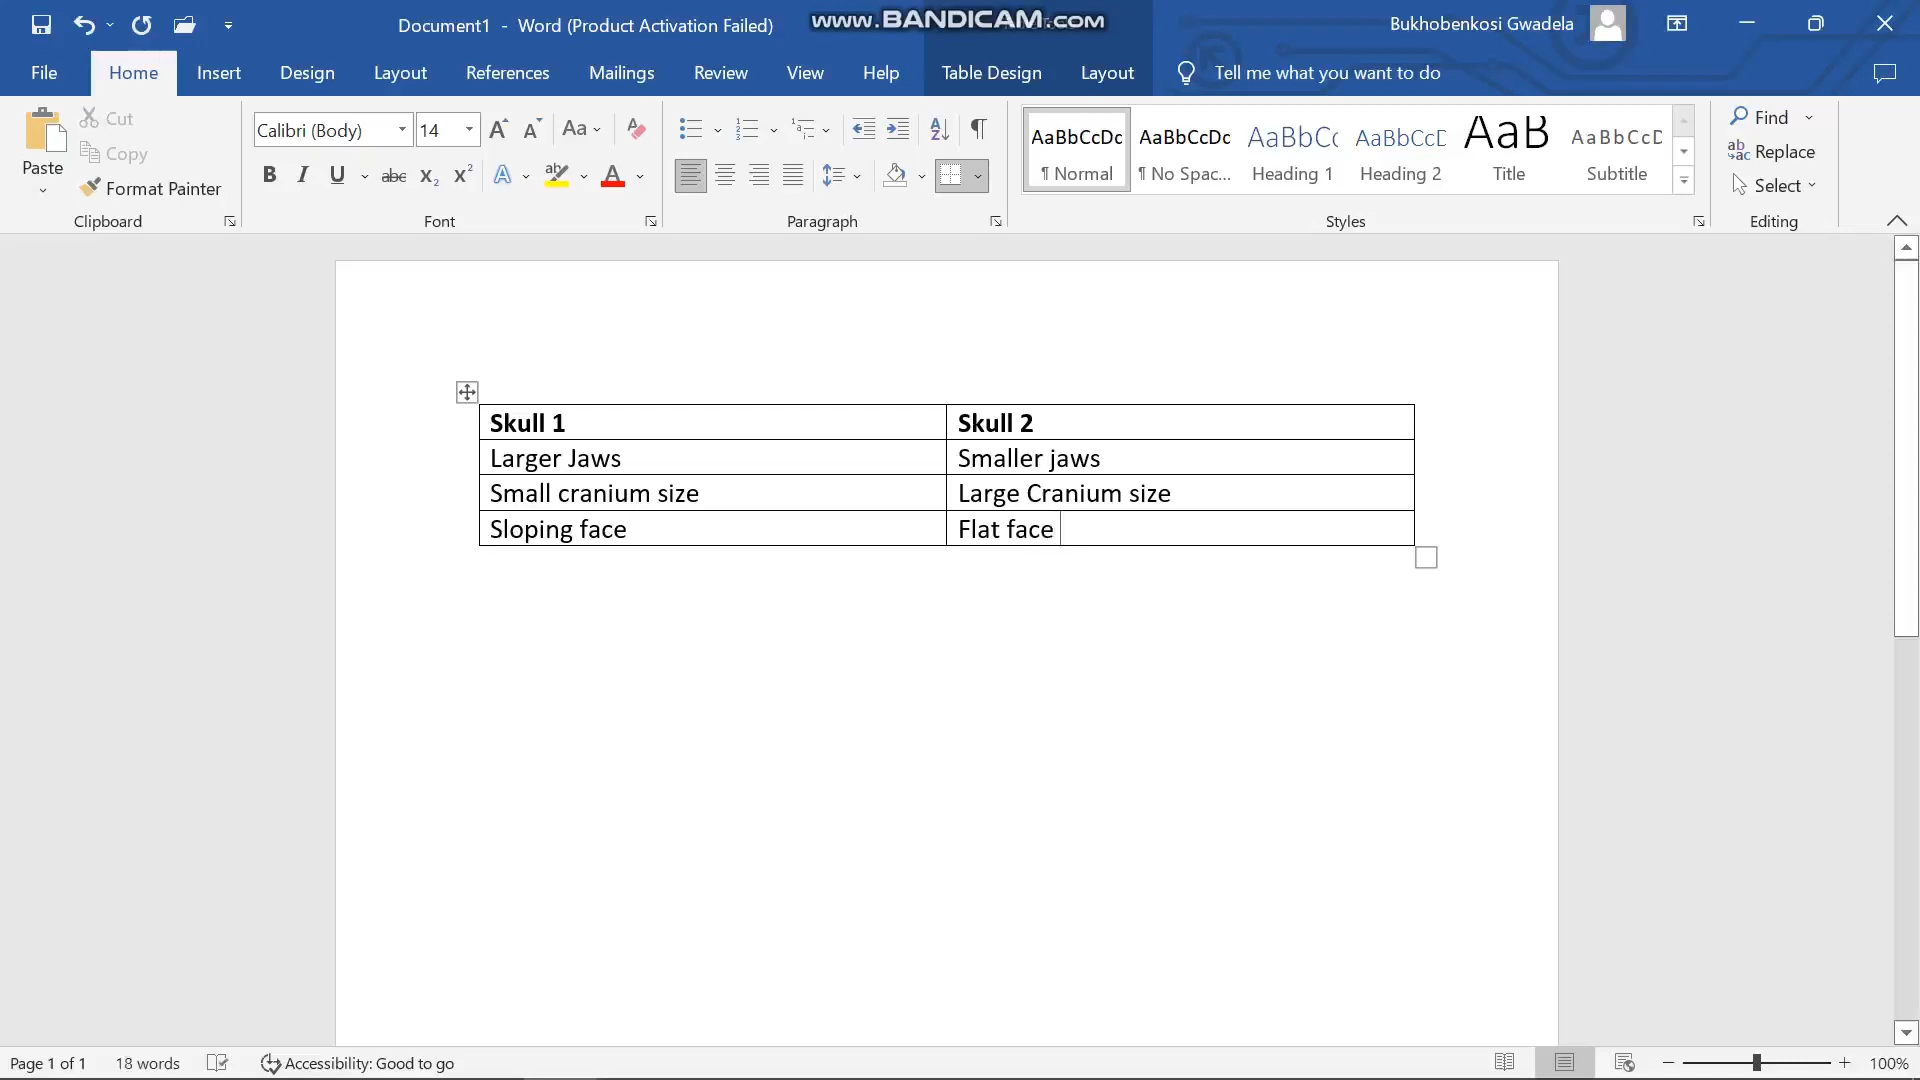 Document1 - Word (Product Activation Failed)
www.BANDICAM.com
Bukhobenkosi Gwadela
File Home Insert Design Layout References Mailings Review View Help Table Design Layout Tell me what you want to do
Paste
Cut
Copy
Format Painter
Clipboard
Calibri (Body) 14
Font
Paragraph
AaBbCcDc
¶ Normal
AaBbCcDc
¶ No Spac...
AaBbCc
Heading 1
AaBbCcD
Heading 2
AaB
Title
AaBbCcD
Subtitle
Styles
Find
Replace
Select
Editing
Skull 1 Skull 2
Larger Jaws Smaller jaws
Small cranium size Large Cranium size
Sloping face Flat face
Page 1 of 1 18 words Accessibility: Good to go 100%